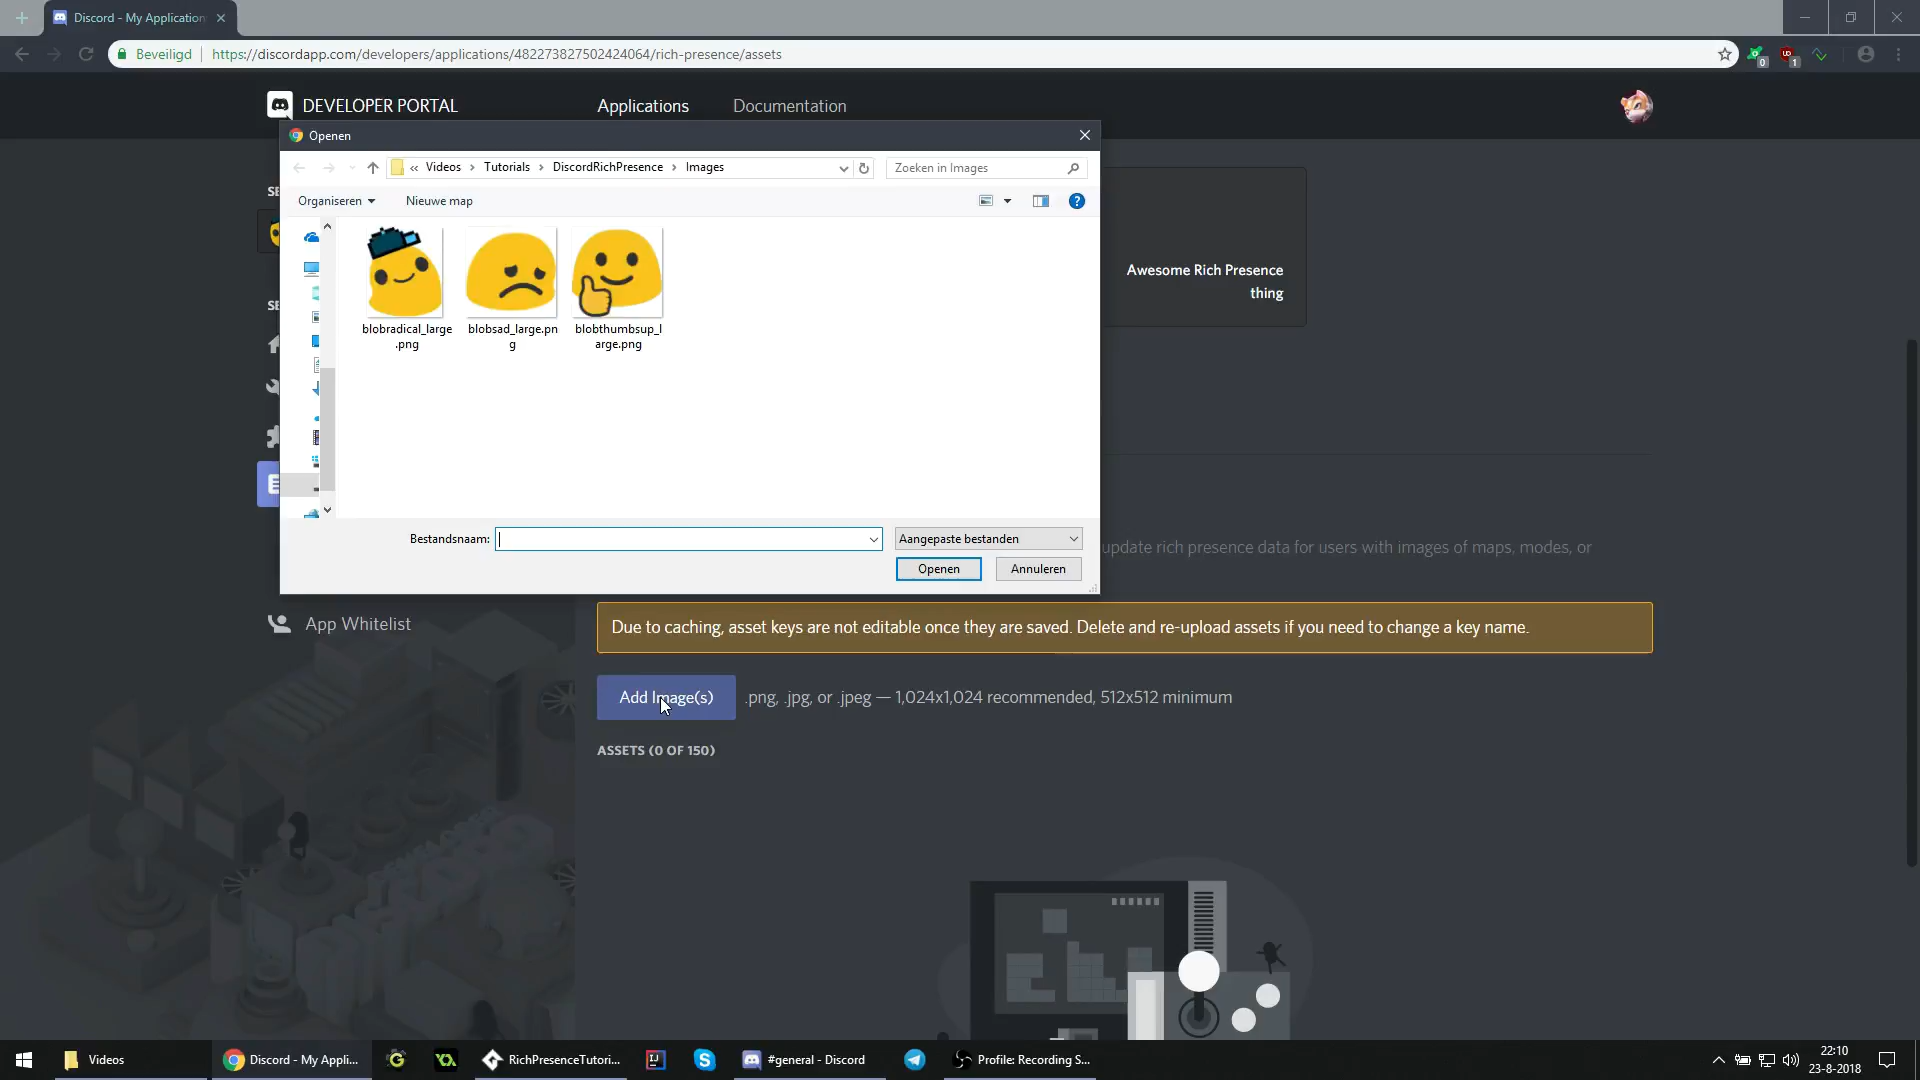 Discord - My Application
Beveiligd
https://discordapp.com/developers/applications/482273827502424064/rich-presence/assets
0
1
DEVELOPER PORTAL
Applications
Documentation
Openen
« Videos > Tutorials > DiscordRichPresence > Images
Zoeken in Images
SE
Organiseren
Nieuwe map
?
blobradical_large
.png
blobsad_large.pn
g
blobthumbsup_l
arge.png
Awesome Rich Presence
thing
SE
Bestandsnaam:
Aangepaste bestanden
Openen
Annuleren
update rich presence data for users with images of maps, modes, or
App Whitelist
Due to caching, asset keys are not editable once they are saved. Delete and re-upload assets if you need to change a key name.
Add Image(s)
.png, .jpg, or .jpeg — 1,024x1,024 recommended, 512x512 minimum
ASSETS (0 OF 150)
Videos
Discord - My Appli...
RichPresenceTutori...
#general - Discord
Profile: Recording S...
22:10
23-8-2018